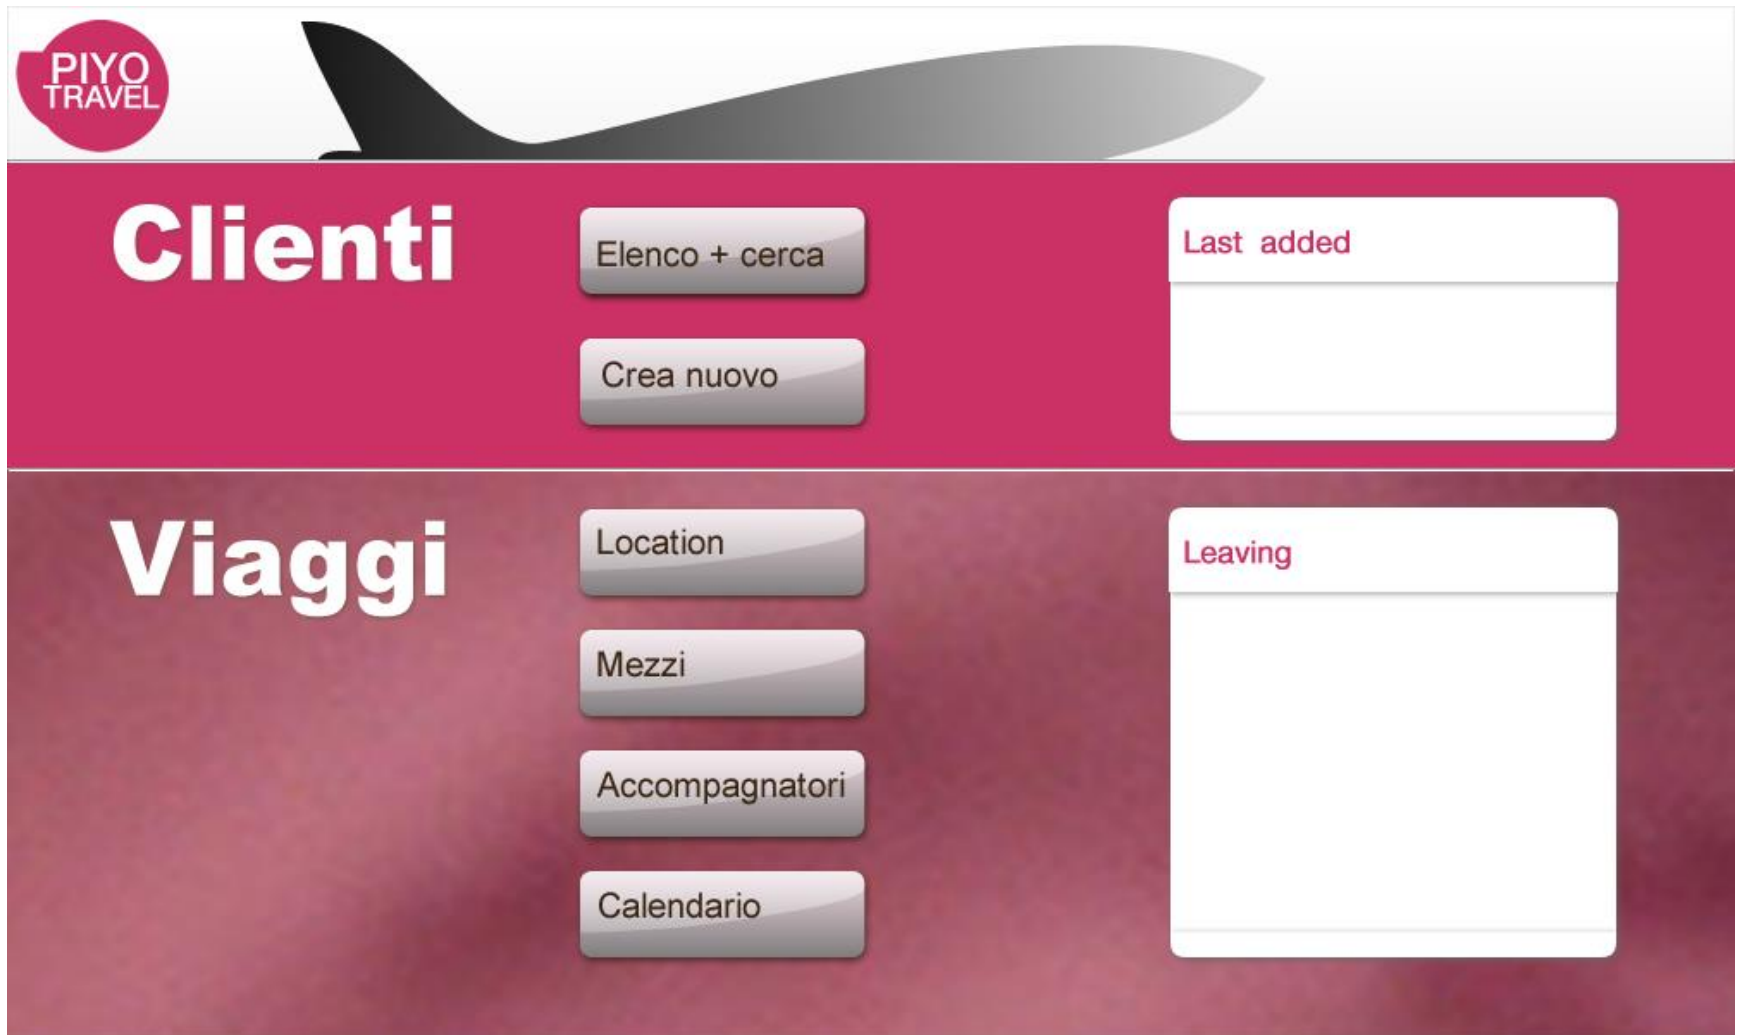 PIYO
TRAVEL
Clienti
Elenco + cerca
Crea nuovo
Last added
Viaggi
Location
Mezzi
Accompagnatori
Calendario
Leaving